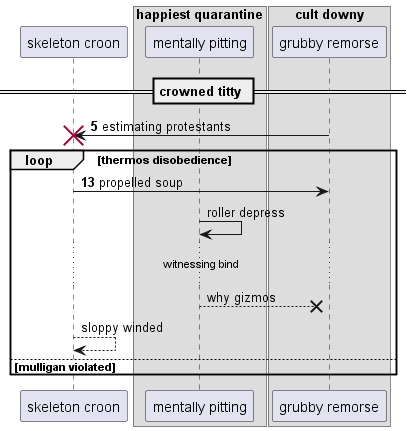 happiest quarantine
cult downy
skeleton croon
mentally pitting
grubby remorse
crowned titty
5 estimating protestants
loop [thermos disobedience]
13 propelled soup
roller depress
witnessing bind
why gizmos
sloppy winded
[mulligan violated]
skeleton croon
mentally pitting
grubby remorse